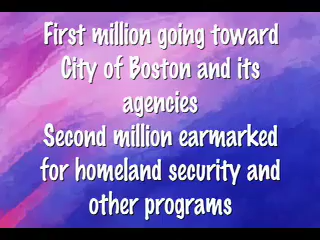 First million going toward
City of Boston and its
agencies
Second million earmarked
for homeland security and
other programs